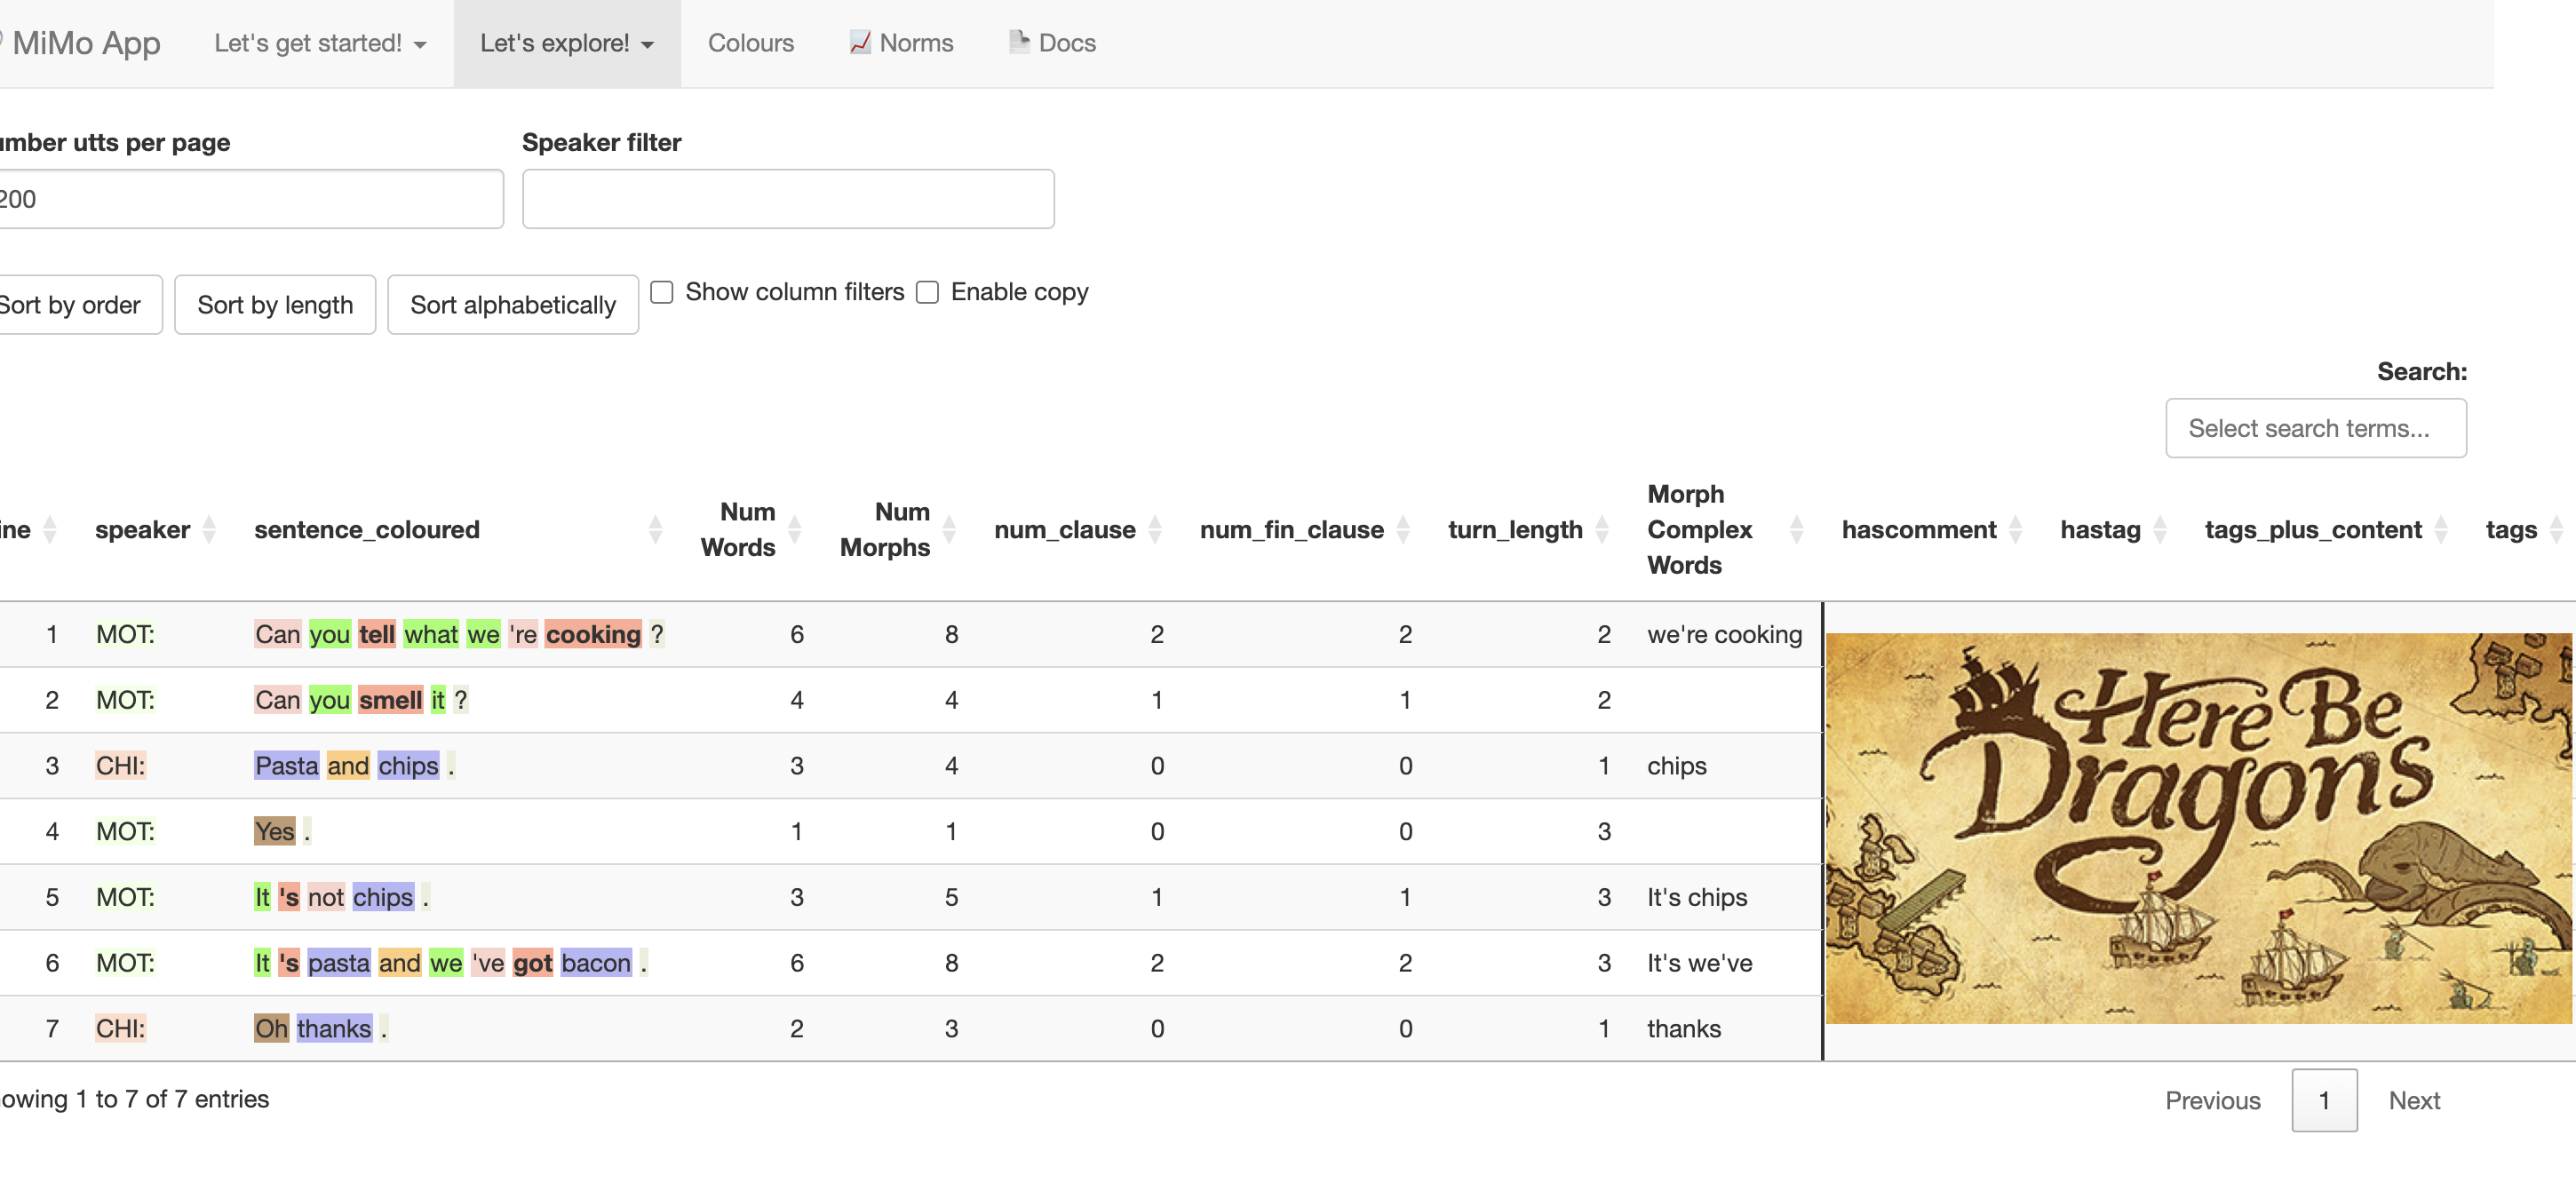 MiMo App Let's get started! Let's explore! Colours Norms Docs
umber utts per page Speaker filter
200
Sort by order Sort by length Sort alphabetically Show column filters Enable copy
Search:
Select search terms...
ine speaker sentence_coloured Num Words Num Morphs num_clause num_fin_clause turn_length Morph Complex Words hascomment hastag tags_plus_content tags
1 MOT: Can you tell what we 're cooking ? 6 8 2 2 2 we're cooking
2 MOT: Can you smell it ? 4 4 1 1 2
3 CHI: Pasta and chips . 3 4 0 0 1 chips
4 MOT: Yes . 1 1 0 0 3
5 MOT: It 's not chips . 3 5 1 1 3 It's chips
6 MOT: It 's pasta and we 've got bacon . 6 8 2 2 3 It's we've
7 CHI: Oh thanks . 2 3 0 0 1 thanks
Here Be
Dragons
owing 1 to 7 of 7 entries
Previous 1 Next